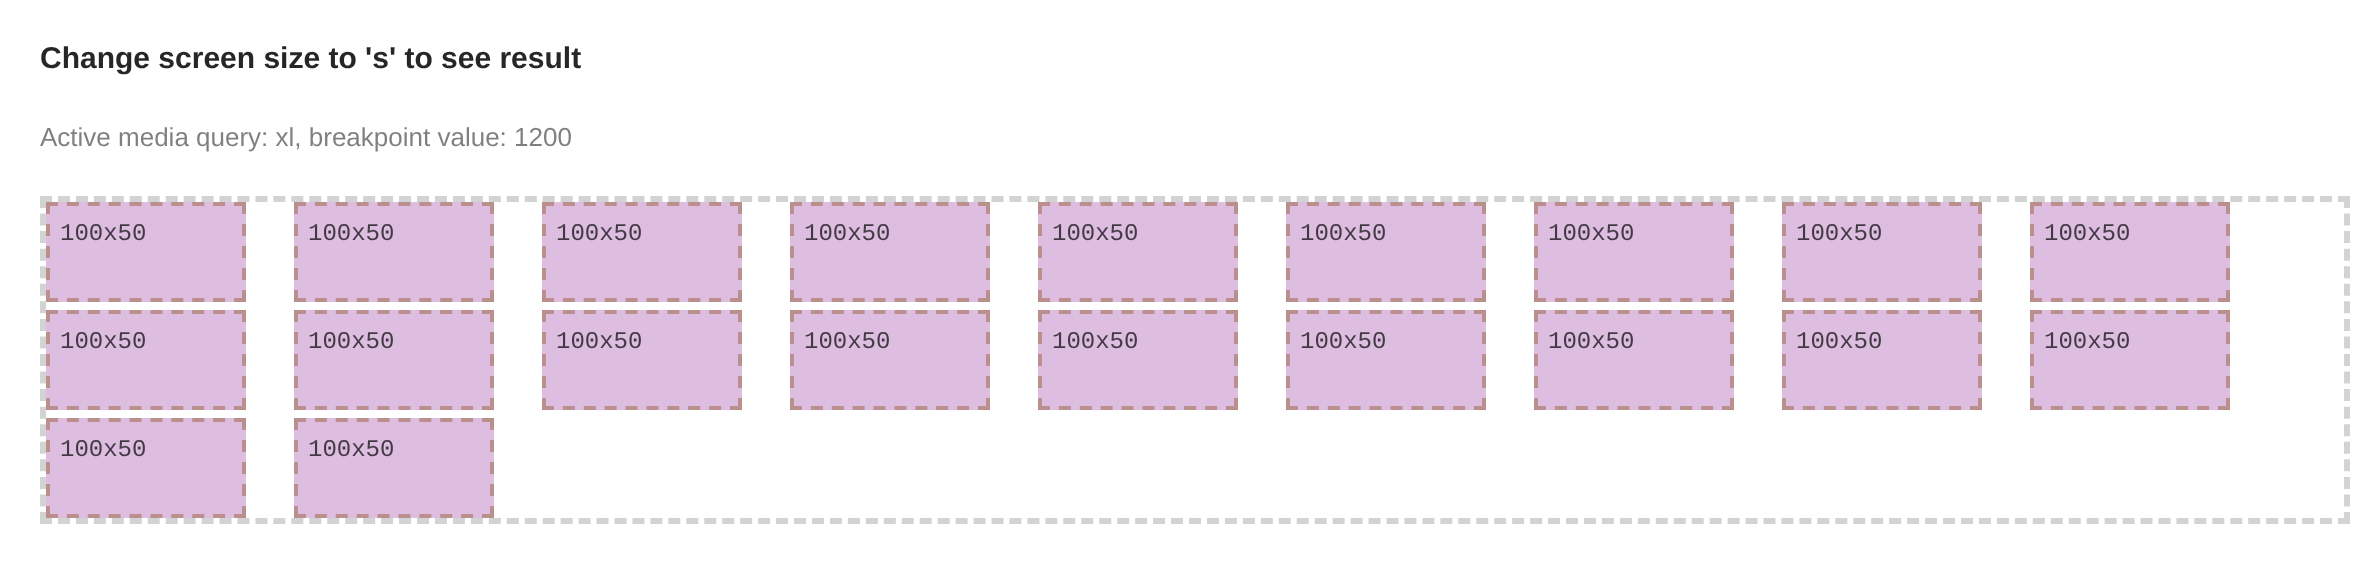 Change screen size to 's' to see result
Active media query: xl, breakpoint value: 1200
100x50 100x50 100x50 100x50 100x50 100x50 100x50 100x50 100x50
100x50 100x50 100x50 100x50 100x50 100x50 100x50 100x50 100x50
100x50 100x50